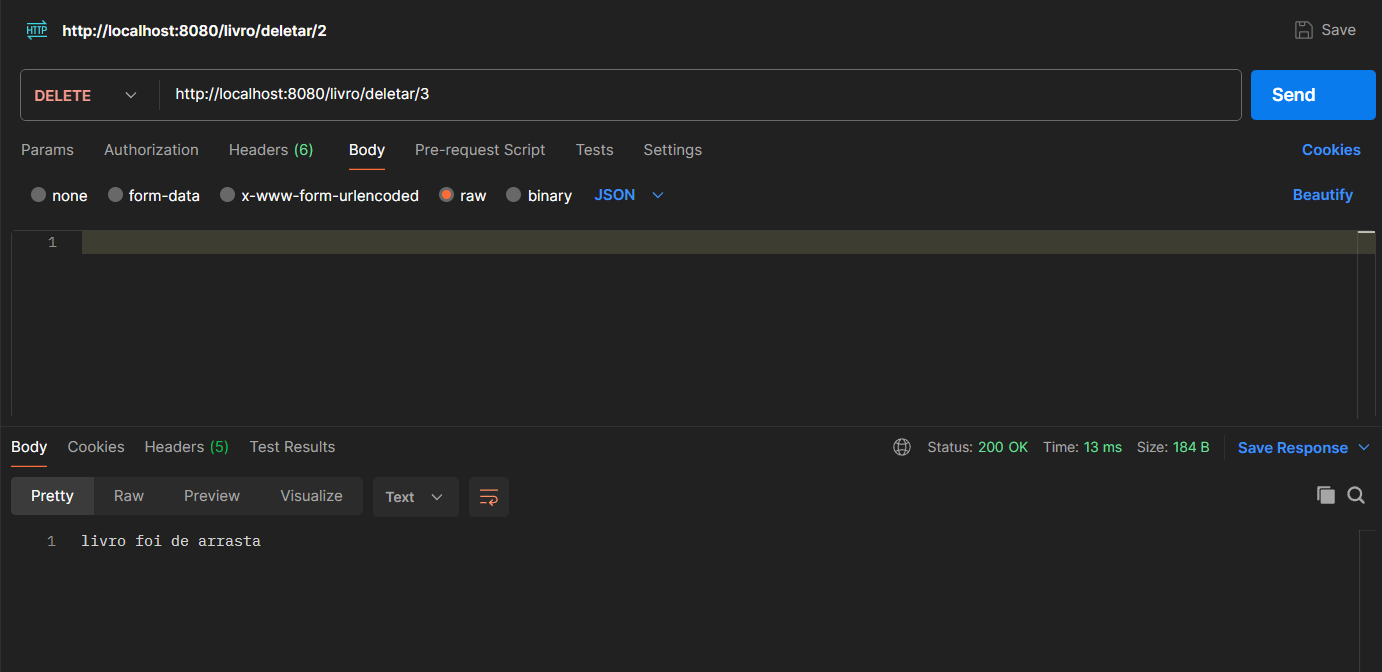 HTTP http://localhost:8080/livro/deletar/2 Save
DELETE http://localhost:8080/livro/deletar/3 Send
Params Authorization Headers (6) Body Pre-request Script Tests Settings Cookies
none form-data x-www-form-urlencoded raw binary JSON Beautify
1
Body Cookies Headers (5) Test Results Status: 200 OK Time: 13 ms Size: 184 B Save Response
Pretty Raw Preview Visualize Text
1 livro foi de arrasta